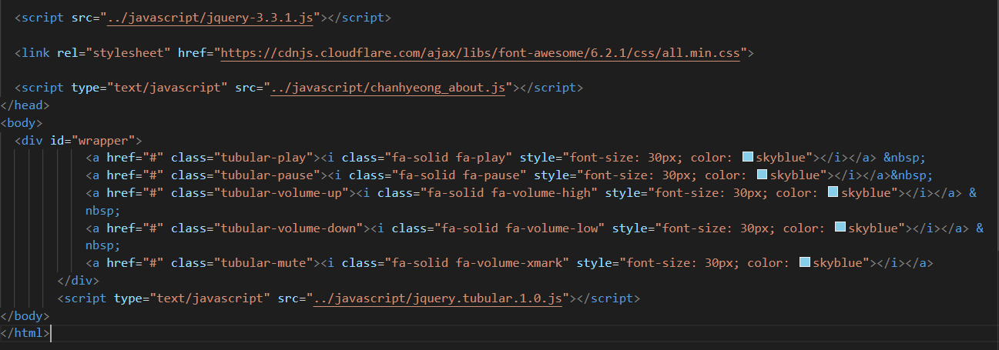 <script src="../javascript/jquery-3.3.1.js"></script>
<link rel="stylesheet" href="https://cdnjs.cloudflare.com/ajax/libs/font-awesome/6.2.1/css/all.min.css">
<script type="text/javascript" src="../javascript/chanhyeong_about.js"></script>
</head>
<body>
<div id="wrapper">
<a href="#" class="tubular-play"><i class="fa-solid fa-play" style="font-size: 30px; color: skyblue"></i></a> &nbsp;
<a href="#" class="tubular-pause"><i class="fa-solid fa-pause" style="font-size: 30px; color: skyblue"></i></a>&nbsp;
<a href="#" class="tubular-volume-up"><i class="fa-solid fa-volume-high" style="font-size: 30px; color: skyblue"></i></a> &
nbsp;
<a href="#" class="tubular-volume-down"><i class="fa-solid fa-volume-low" style="font-size: 30px; color: skyblue"></i></a> &
nbsp;
<a href="#" class="tubular-mute"><i class="fa-solid fa-volume-xmark" style="font-size: 30px; color: skyblue"></i></a>
</div>
<script type="text/javascript" src="../javascript/jquery.tubular.1.0.js"></script>
</body>
</html>